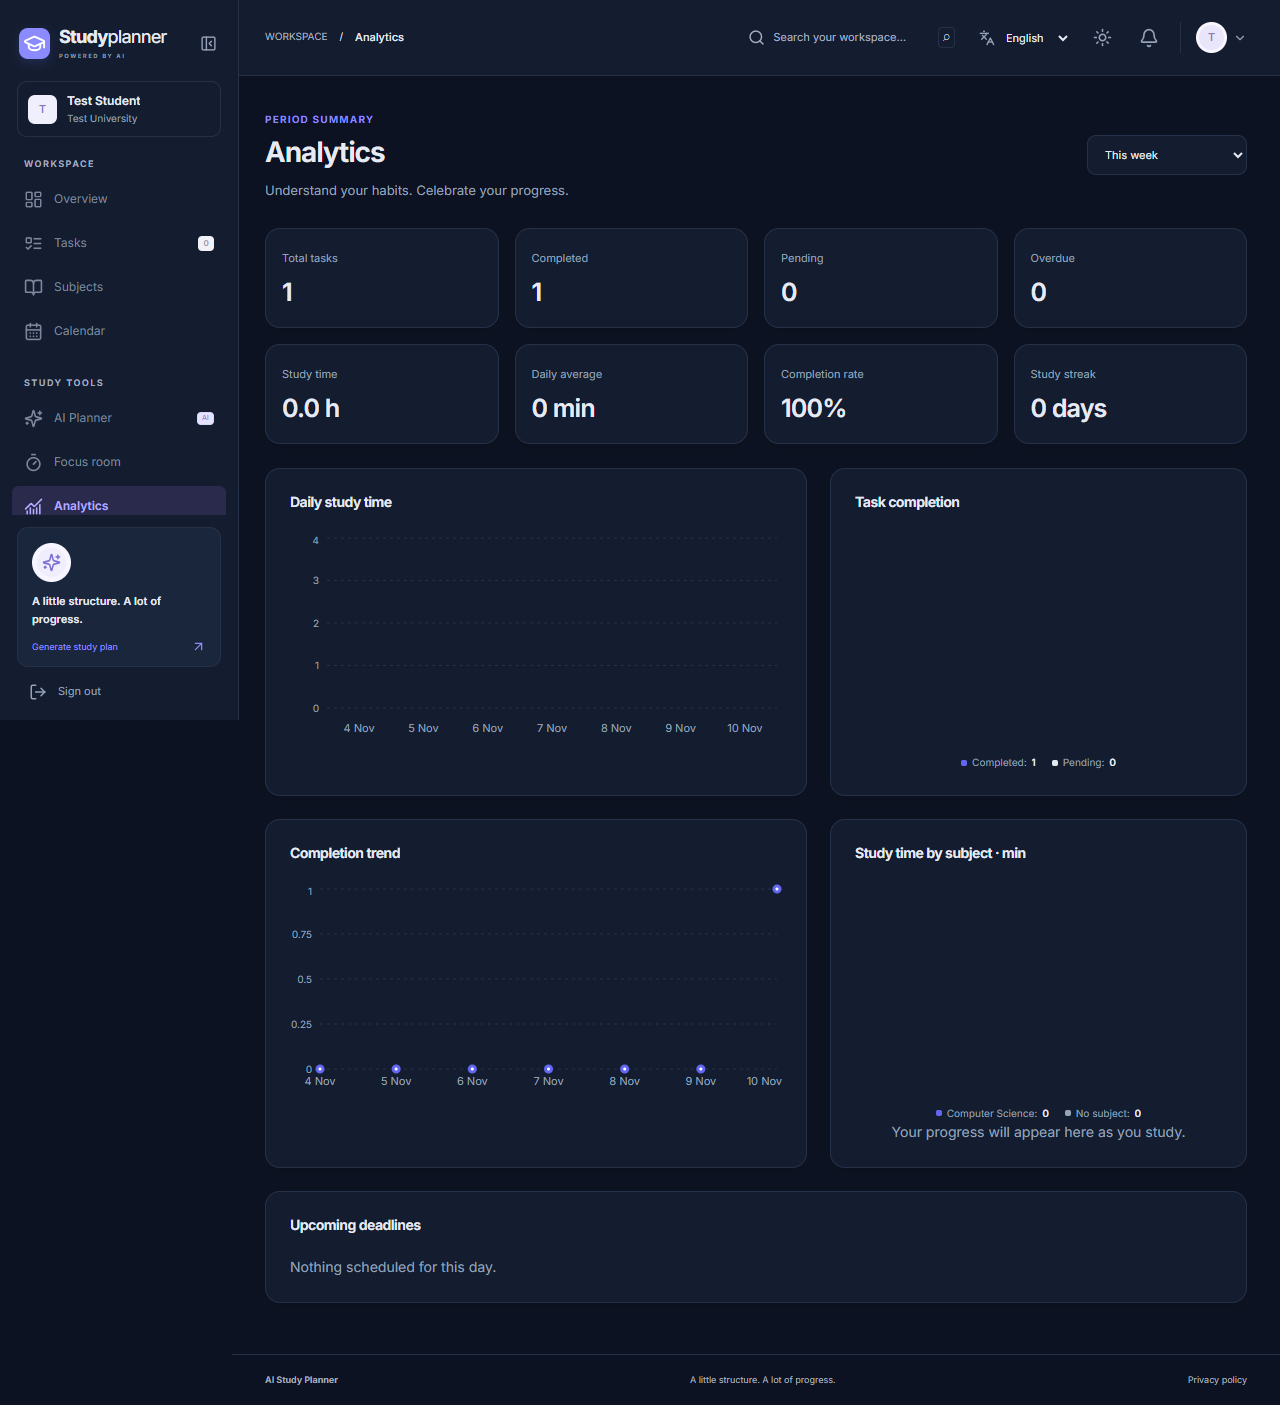 Studyplanner
POWERED BY AI
T
Test Student
Test University
WORKSPACE
Overview
Tasks 0
Subjects
Calendar
STUDY TOOLS
AI Planner AI
Focus room
Analytics
A little structure. A lot of
progress.
Generate study plan
Sign out
WORKSPACE / Analytics
Search your workspace...
English
T
PERIOD SUMMARY
Analytics
This week
Understand your habits. Celebrate your progress.
Total tasks
1
Completed
1
Pending
0
Overdue
0
Study time
0.0 h
Daily average
0 min
Completion rate
100%
Study streak
0 days
Daily study time
4
3
2
1
0
4 Nov 5 Nov 6 Nov 7 Nov 8 Nov 9 Nov 10 Nov
Task completion
Completed: 1 Pending: 0
Completion trend
1
0.75
0.5
0.25
0
4 Nov 5 Nov 6 Nov 7 Nov 8 Nov 9 Nov 10 Nov
Study time by subject · min
Computer Science: 0 No subject: 0
Your progress will appear here as you study.
Upcoming deadlines
Nothing scheduled for this day.
AI Study Planner
A little structure. A lot of progress.
Privacy policy